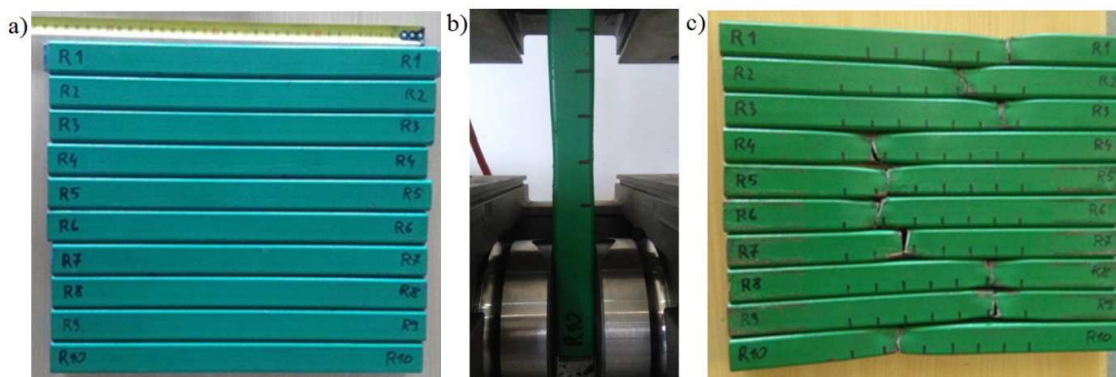 a)
R1 R1
R2 R2
R3 R3
R4 R4
R5 R5
R6 R6
R7 R7
R8 R8
R9 R9
R10 R10
b)
R10
c)
R1 R1
R2 R2
R3 R3
R4 R4
R5 R5
R6 R6
R7 R7
R8 R8
R9 R9
R10 R10